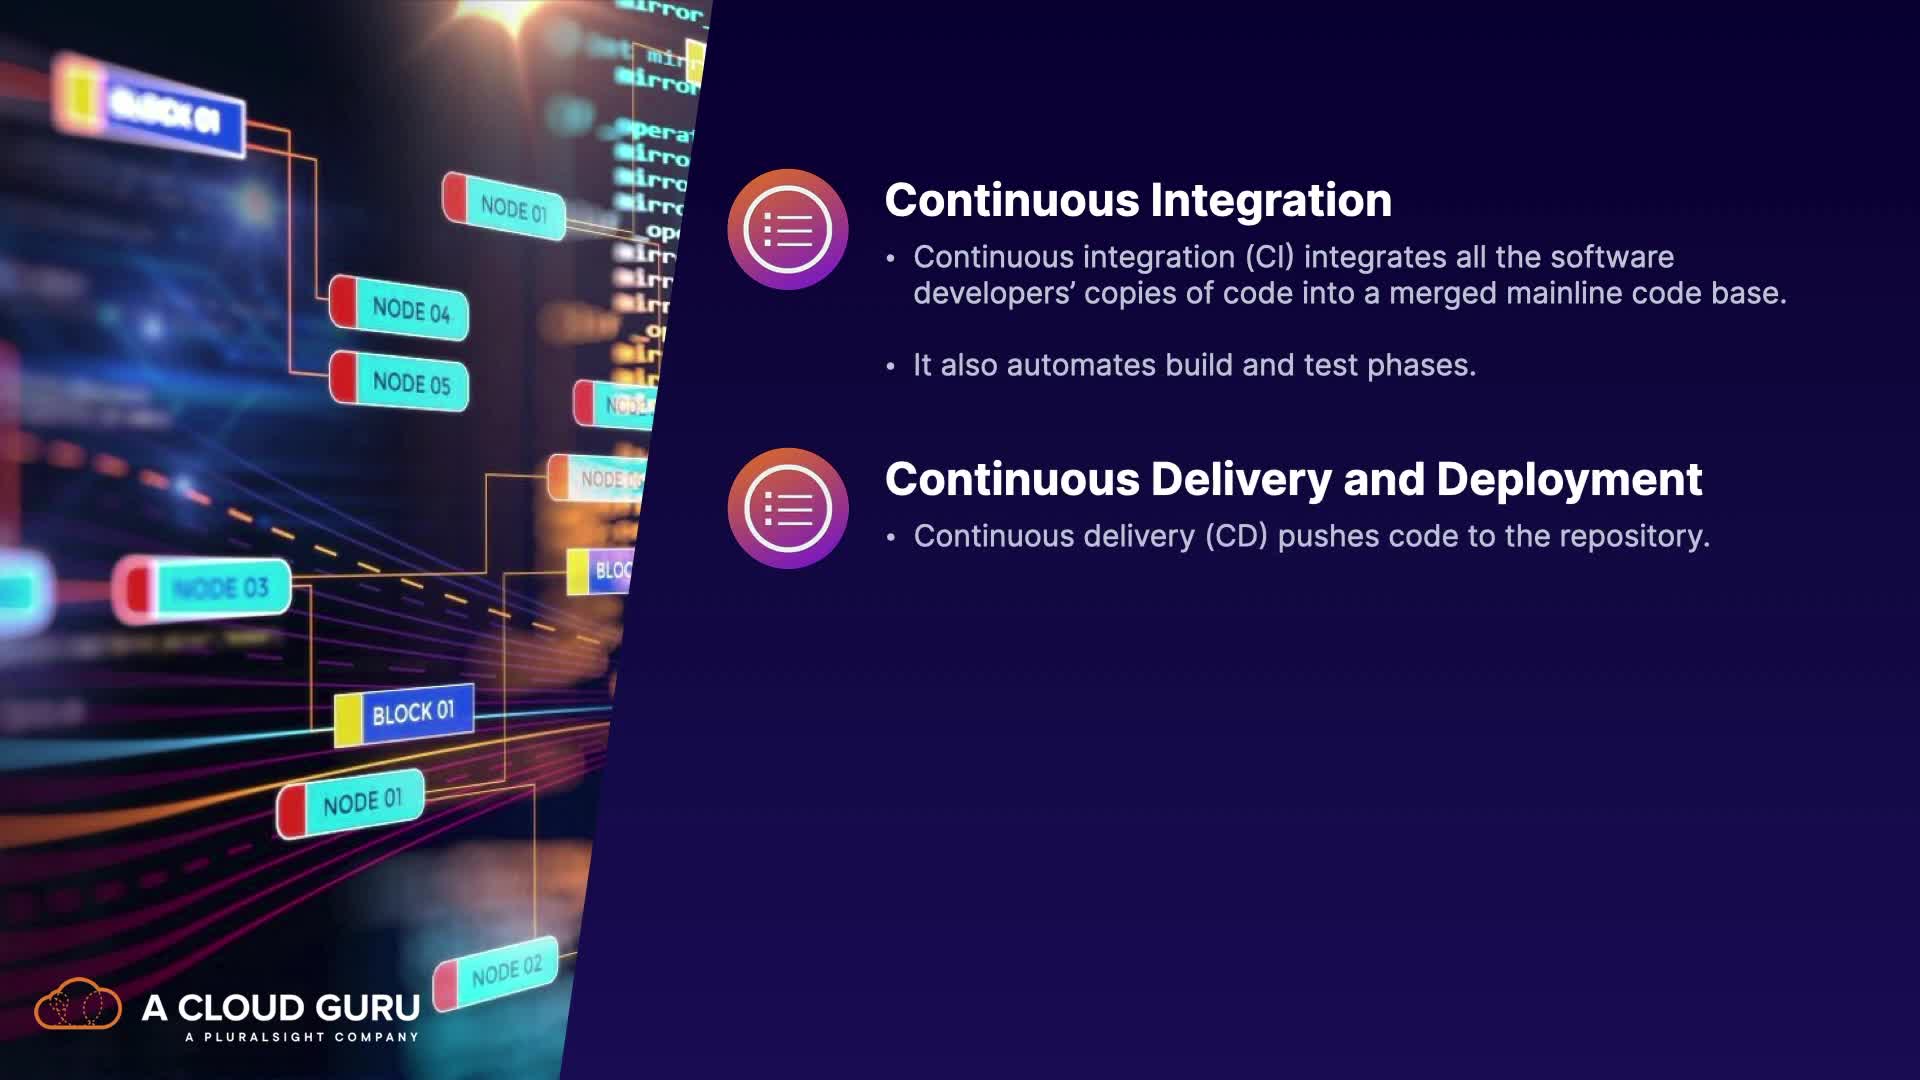 BLOCK 01
NODE 01
NODE 04
NODE 05
NODE 03
BLOCK 01
NODE 01
NODE 02
mirror
mirror
A CLOUD GURU
A PLURALSIGHT COMPANY
Continuous Integration
• Continuous integration (CI) integrates all the software
developers’ copies of code into a merged mainline code base.
• It also automates build and test phases.
Continuous Delivery and Deployment
• Continuous delivery (CD) pushes code to the repository.